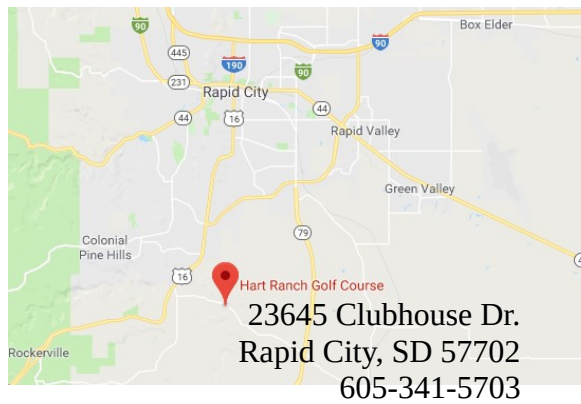 90
Box Elder
445
90
190
90
231
Rapid City
44
44
16
Rapid Valley
Green Valley
79
Colonial
Pine Hills
16
Hart Ranch Golf Course
23645 Clubhouse Dr.
Rockerville
Rapid City, SD 57702
605-341-5703